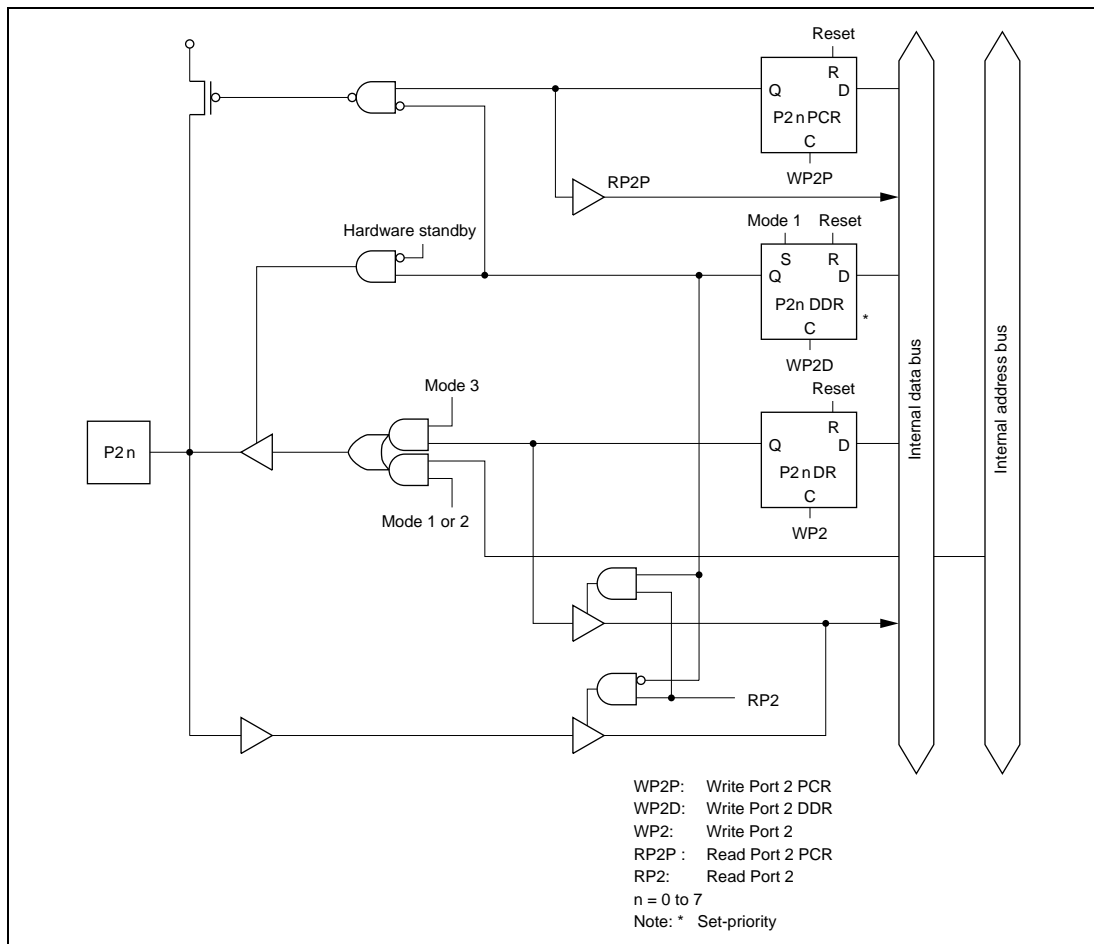 Reset
R
Q
D
P2n PCR
C
WP2P
RP2P
Mode 1
Reset
Hardware standby
S
R
Q
D
P2n DDR
*
C
WP2D
Internal data bus
Internal address bus
Mode 3
Reset
R
P2n
Q
D
P2n DR
C
Mode 1 or 2
WP2
RP2
WP2P: Write Port 2 PCR
WP2D: Write Port 2 DDR
WP2: Write Port 2
RP2P : Read Port 2 PCR
RP2: Read Port 2
n = 0 to 7
Note: * Set-priority